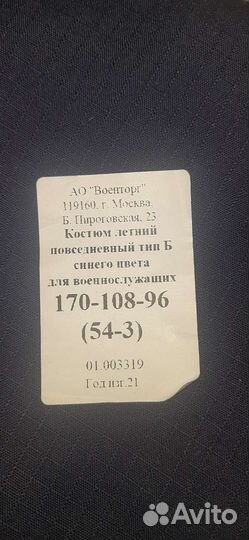 АО "Военторг"
119160, г. Москва,
Б. Пироговская, 23
Костюм летний
повседневный тип Б
синего цвета
для военнослужащих
170-108-96
(54-3)
01.003319
Год изг.21
Avito